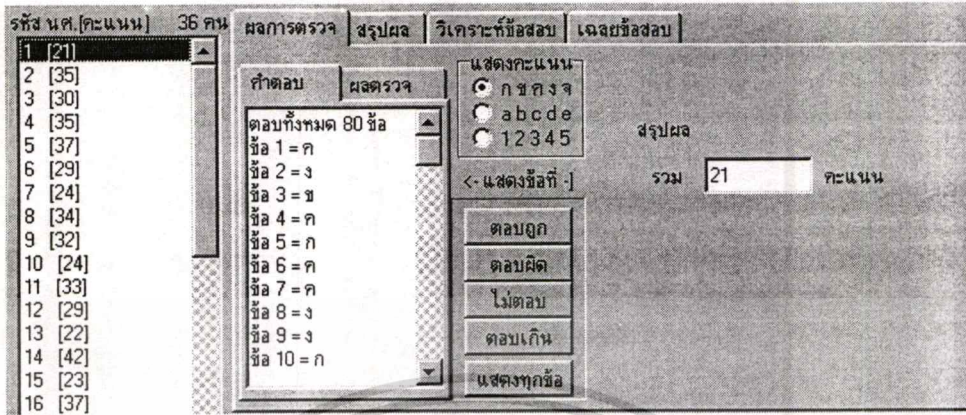 รหัส นศ.[คะแนน] 36 คน
1 [21]
2 [35]
3 [30]
4 [35]
5 [37]
6 [29]
7 [24]
8 [34]
9 [32]
10 [24]
11 [33]
12 [29]
13 [22]
14 [42]
15 [23]
16 [37]
ผลการตรวจ สรุปผล วิเคราะห์ข้อสอบ เฉลยข้อสอบ
คำตอบ ผลตรวจ
ตอบทั้งหมด 80 ข้อ
ข้อ 1 = ค
ข้อ 2 = ง
ข้อ 3 = ข
ข้อ 4 = ค
ข้อ 5 = ก
ข้อ 6 = ค
ข้อ 7 = ค
ข้อ 8 = ง
ข้อ 9 = ง
ข้อ 10 = ก
แสดงคะแนน
ก ข ค ง จ
a b c d e
1 2 3 4 5
<- แสดงข้อที่ -]
ตอบถูก
ตอบผิด
ไม่ตอบ
ตอบเกิน
แสดงทุกข้อ
สรุปผล
รวม 21 คะแนน